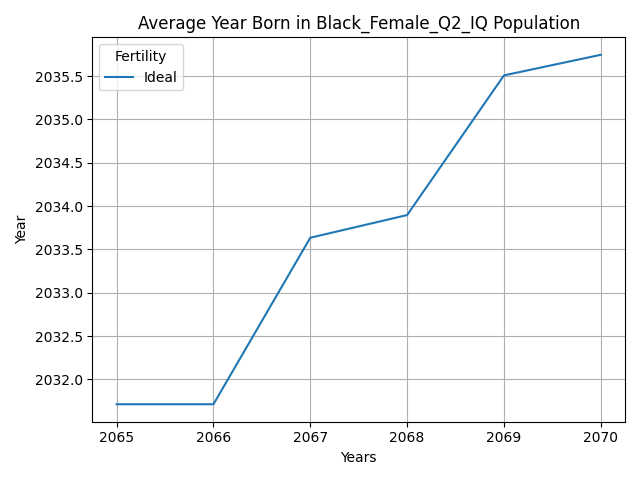 Average Year Born in Black_Female_Q2_IQ Population
Fertility
Ideal
2035.5
2035.0
2034.5
2034.0
2033.5
2033.0
2032.5
2032.0
Year
2065 2066 2067 2068 2069 2070
Years